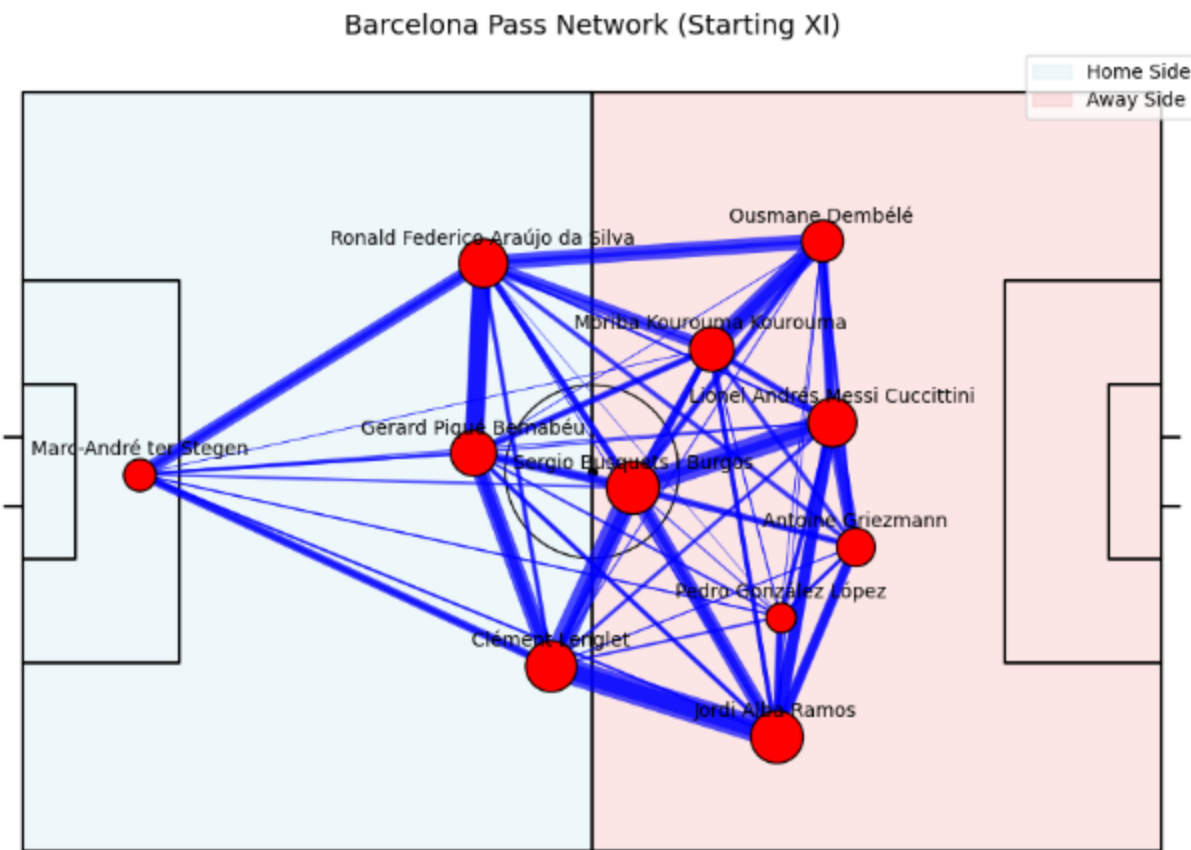 Barcelona Pass Network (Starting XI)
Home Side
Away Side
Ousmane Dembélé
Ronald Federico Araújo da Silva
Moriba Kourouma Kourouma
Lionel Andrés Messi Cuccittini
Gerard Piqué Bernabéu
Marc-André ter Stegen
Sergio Busquets i Burgos
Antoine Griezmann
Pedro González López
Clément Lenglet
Jordi Alba Ramos